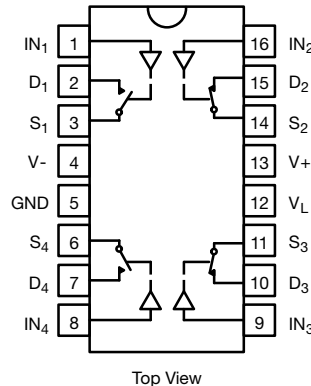 IN1 1 16 IN2
D1 2 15 D2
S1 3 14 S2
V- 4 13 V+
GND 5 12 VL
S4 6 11 S3
D4 7 10 D3
IN4 8 9 IN3
Top View